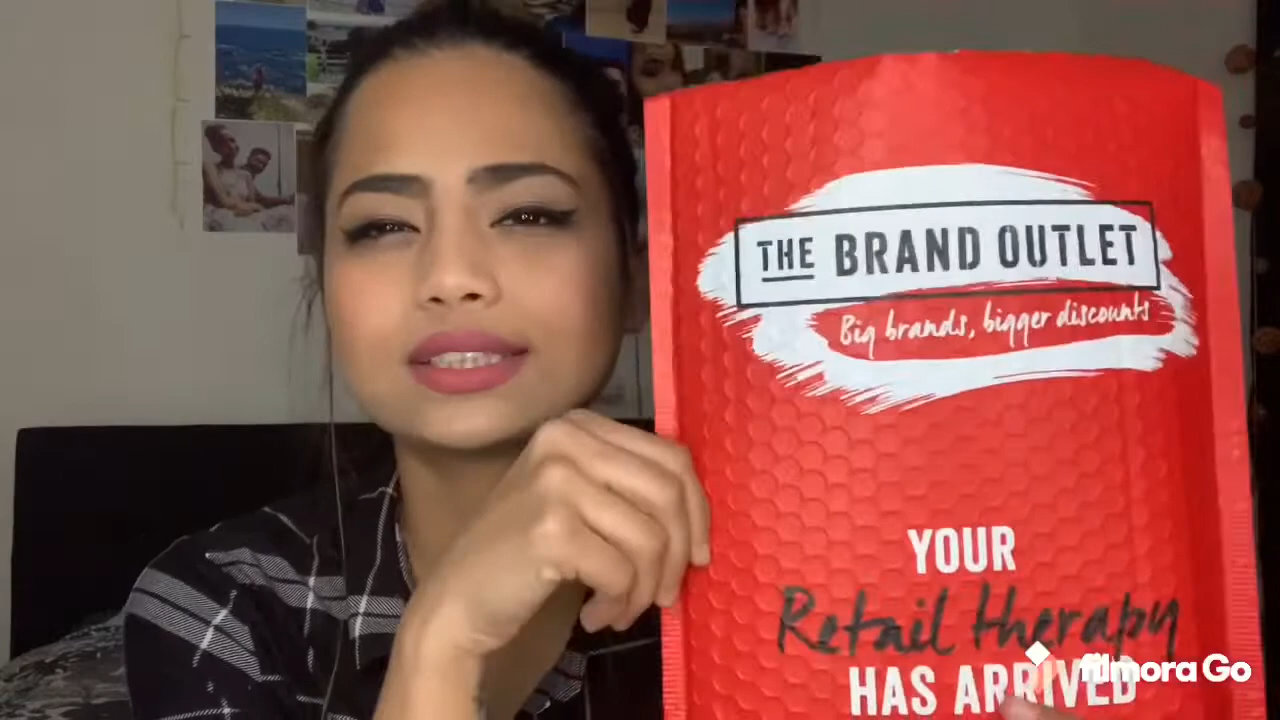 THE BRAND OUTLET
Big brands, bigger discounts
YOUR
Retail therapy
HAS ARRIVED
filmora Go